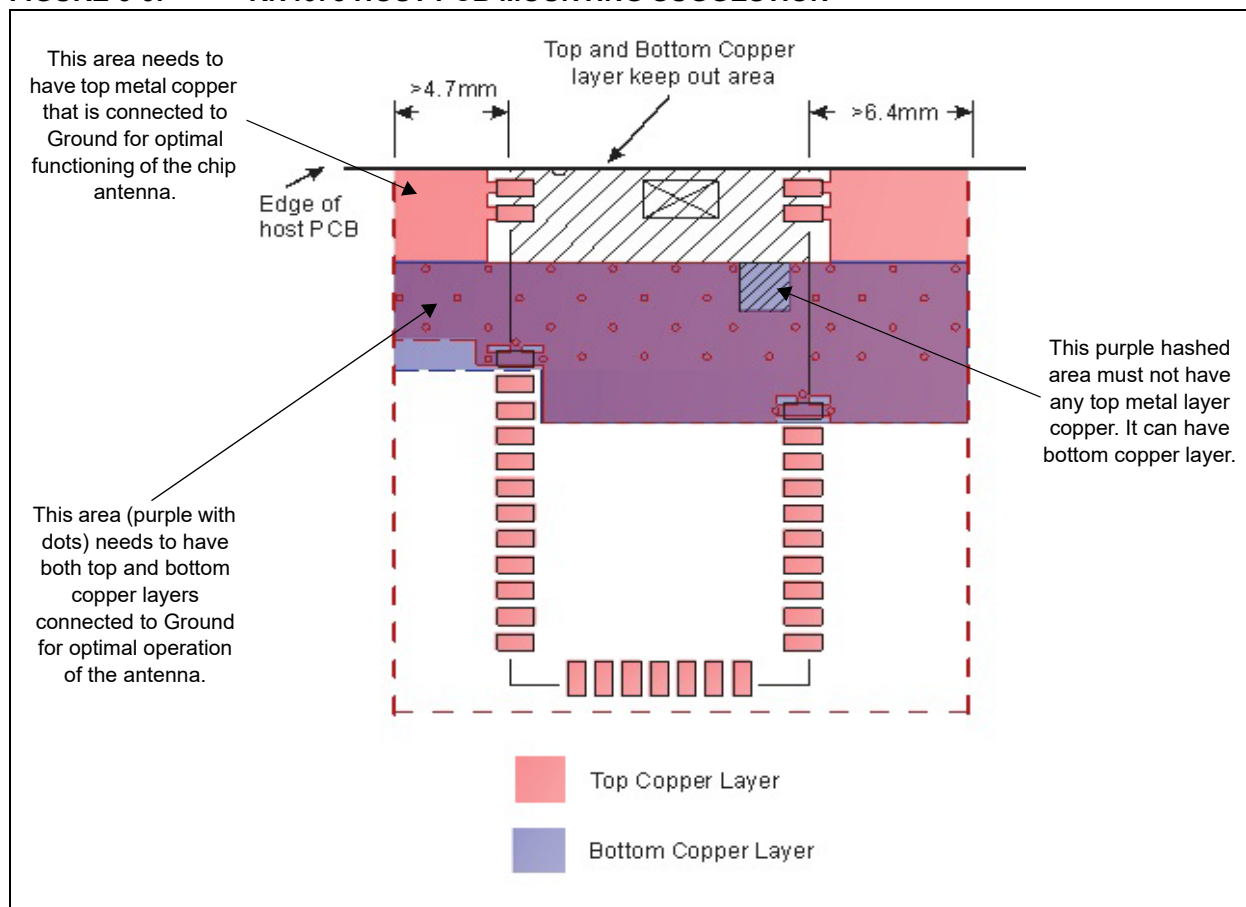 This area needs to
have top metal copper
that is connected to
Ground for optimal
functioning of the chip
antenna.
Top and Bottom Copper
layer keep out area
>4.7mm
>6.4mm
Edge of
host PCB
This purple hashed
area must not have
any top metal layer
copper. It can have
bottom copper layer.
This area (purple with
dots) needs to have
both top and bottom
copper layers
connected to Ground
for optimal operation
of the antenna.
Top Copper Layer
Bottom Copper Layer